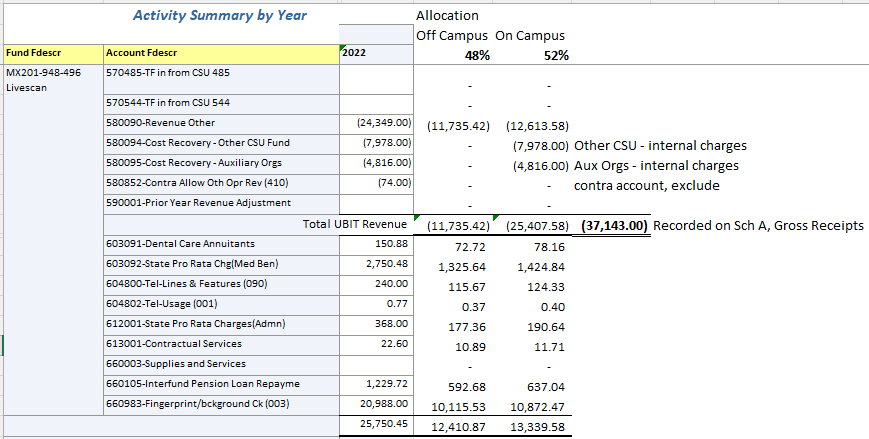 Activity Summary by Year Allocation
Off Campus On Campus
Fund Fdescr Account Fdescr 2022 48% 52%
MX201-948-496 Livescan 570485-TF in from CSU 485 - -
570544-TF in from CSU 544 - -
580090-Revenue Other (24,349.00) (11,735.42) (12,613.58)
580094-Cost Recovery - Other CSU Fund (7,978.00) - (7,978.00) Other CSU - internal charges
580095-Cost Recovery - Auxiliary Orgs (4,816.00) - (4,816.00) Aux Orgs - internal charges
580852-Contra Allow Oth Opr Rev (410) (74.00) - - contra account, exclude
590001-Prior Year Revenue Adjustment - -
Total UBIT Revenue (11,735.42) (25,407.58) (37,143.00) Recorded on Sch A, Gross Receipts
603091-Dental Care Annuitants 150.88 72.72 78.16
603092-State Pro Rata Chg(Med Ben) 2,750.48 1,325.64 1,424.84
604800-Tel-Lines & Features (090) 240.00 115.67 124.33
604802-Tel-Usage (001) 0.77 0.37 0.40
612001-State Pro Rata Charges(Admn) 368.00 177.36 190.64
613001-Contractual Services 22.60 10.89 11.71
660003-Supplies and Services - -
660105-Interfund Pension Loan Repayme 1,229.72 592.68 637.04
660983-Fingerprint/bckground Ck (003) 20,988.00 10,115.53 10,872.47
25,750.45 12,410.87 13,339.58